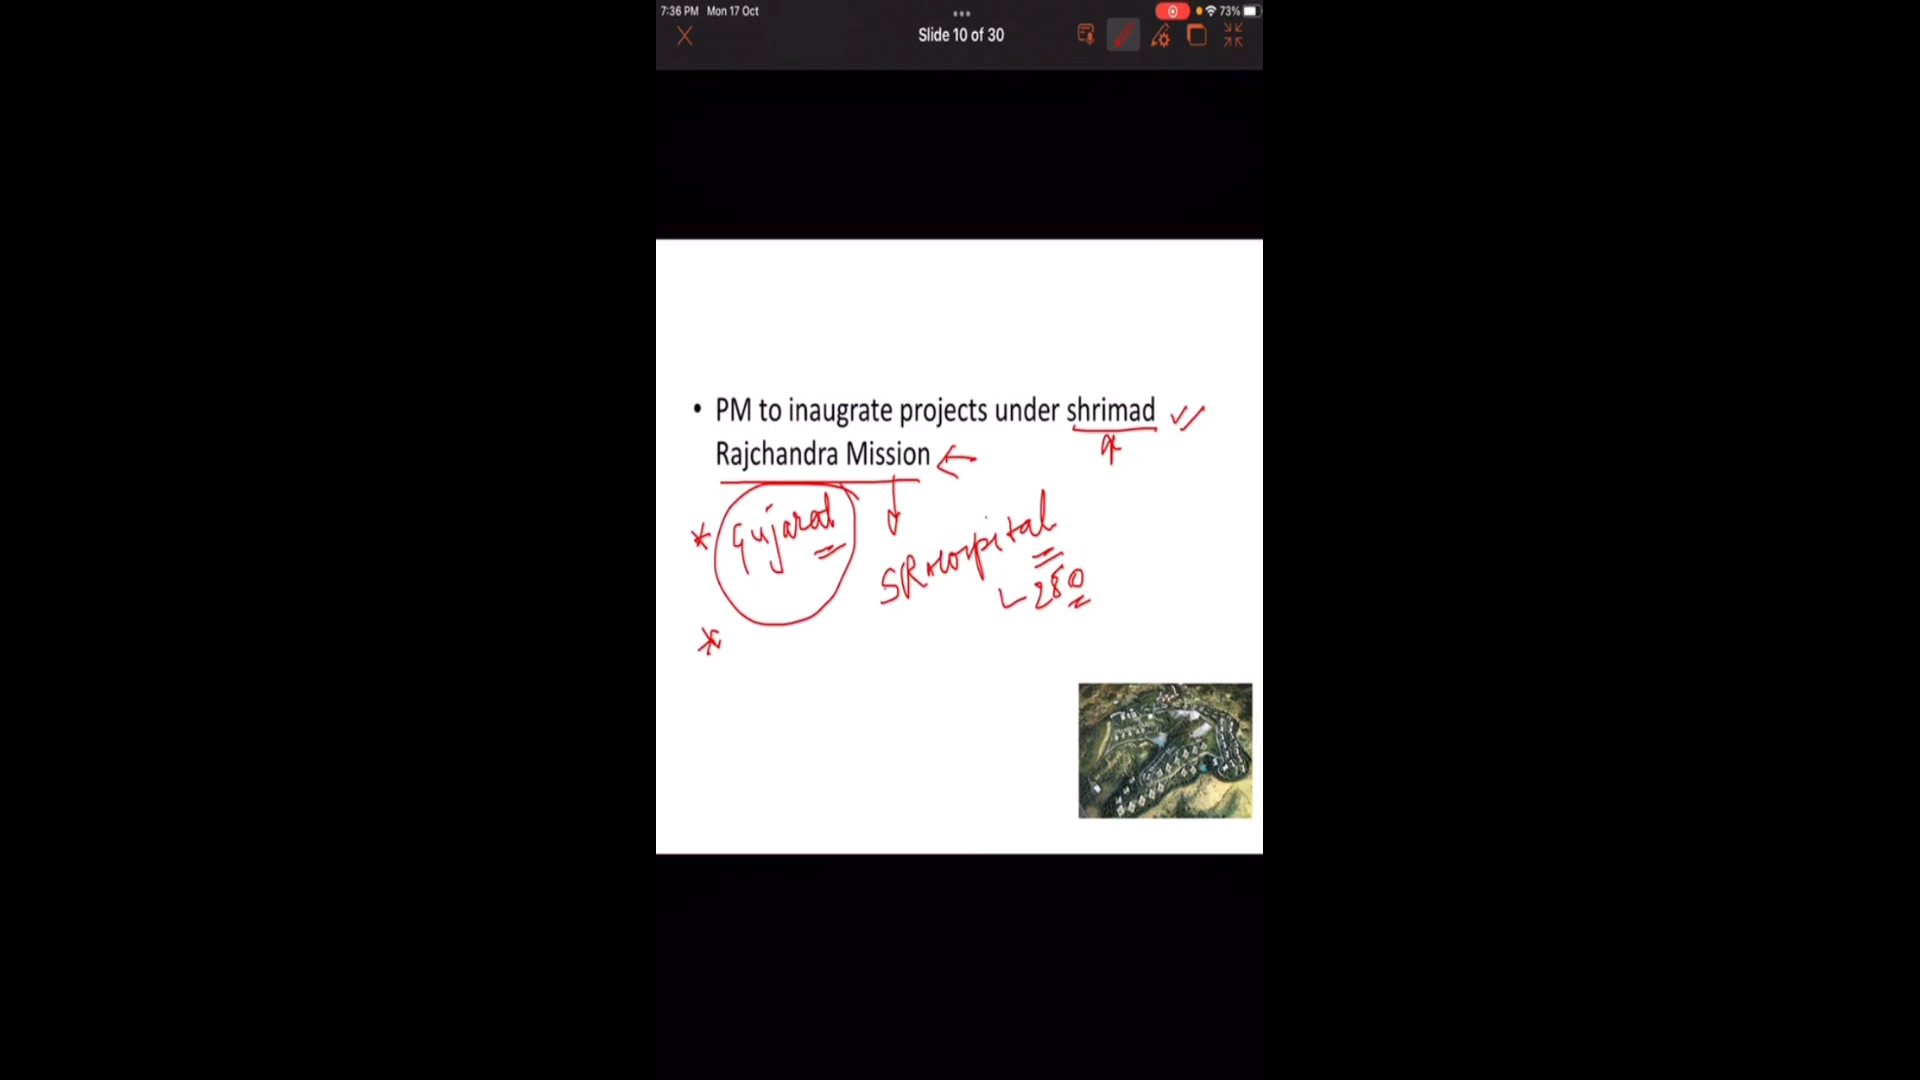 7:36 PM Mon 17 Oct
73%
Slide 10 of 30
• PM to inaugrate projects under shrimad
Rajchandra Mission
* Gujarat
SR Hospital
280
*